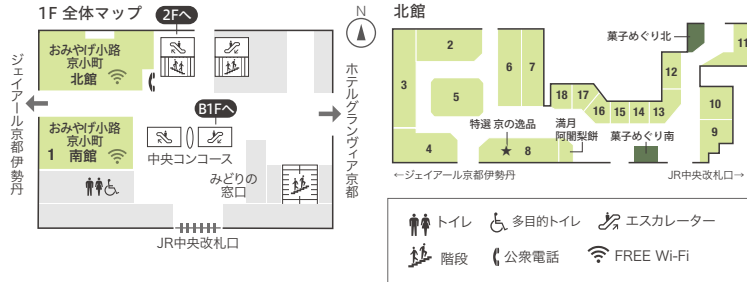 1F 全体マップ
2Fへ
N
おみやげ小路
京小町
北館
ジェイアール京都伊勢丹
ホテルグランヴィア京都
B1Fへ
おみやげ小路
京小町
1 南館
中央コンコース
みどりの
窓口
JR中央改札口
北館
菓子めぐり北
11
2
3
6
7
12
5
18
17
16
15
14
13
10
特選 京の逸品
満月
阿闍梨餅
菓子めぐり南
9
4
★
8
←ジェイアール京都伊勢丹
JR中央改札口→
トイレ
多目的トイレ
エスカレーター
階段
公衆電話
FREE Wi-Fi